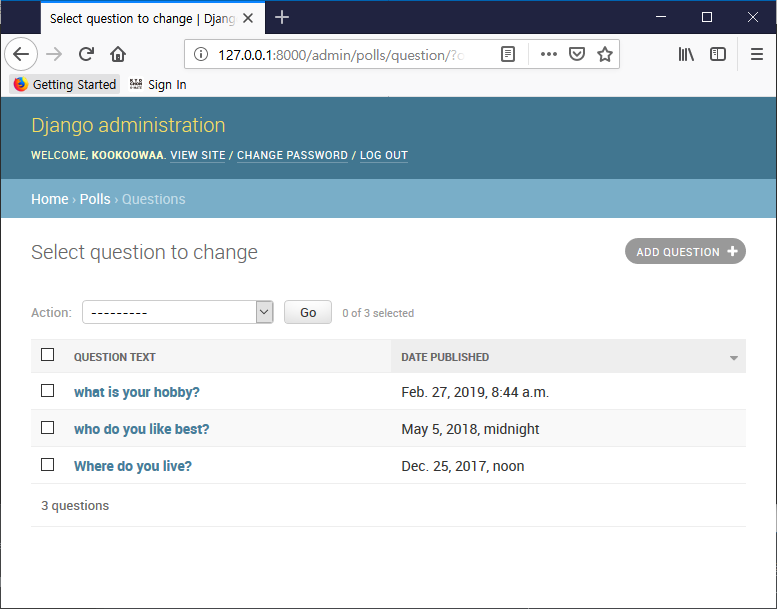 Select question to change | Djang
127.0.0.1:8000/admin/polls/question/?
Getting Started Sign In
Django administration
WELCOME, KOOKOOWAA. VIEW SITE / CHANGE PASSWORD / LOG OUT
Home › Polls › Questions
Select question to change
ADD QUESTION +
Action: --------- Go 0 of 3 selected
QUESTION TEXT DATE PUBLISHED
what is your hobby? Feb. 27, 2019, 8:44 a.m.
who do you like best? May 5, 2018, midnight
Where do you live? Dec. 25, 2017, noon
3 questions